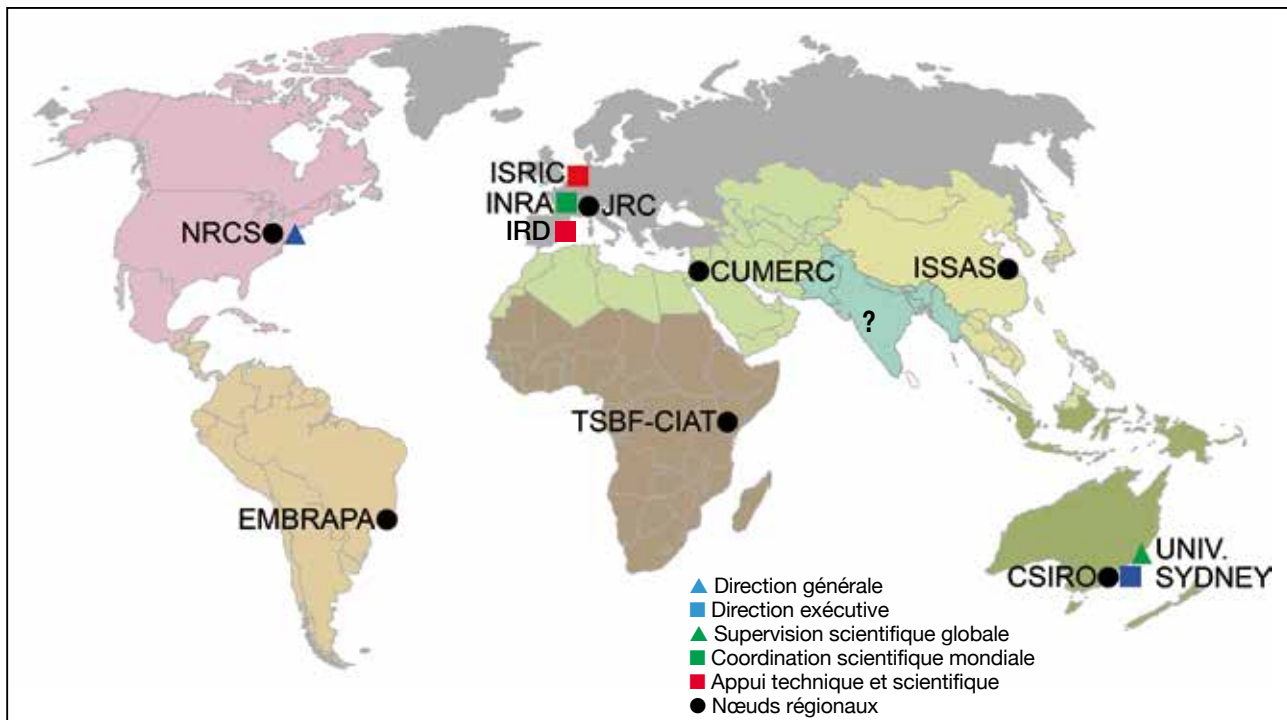 ISRIC
INRA
JRC
IRD
NRCS
CUMERC
ISSAS
?
TSBF-CIAT
EMBRAPA
UNIV.
SYDNEY
CSIRO
Direction générale
Direction exécutive
Supervision scientifique globale
Coordination scientifique mondiale
Appui technique et scientifique
Nœuds régionaux